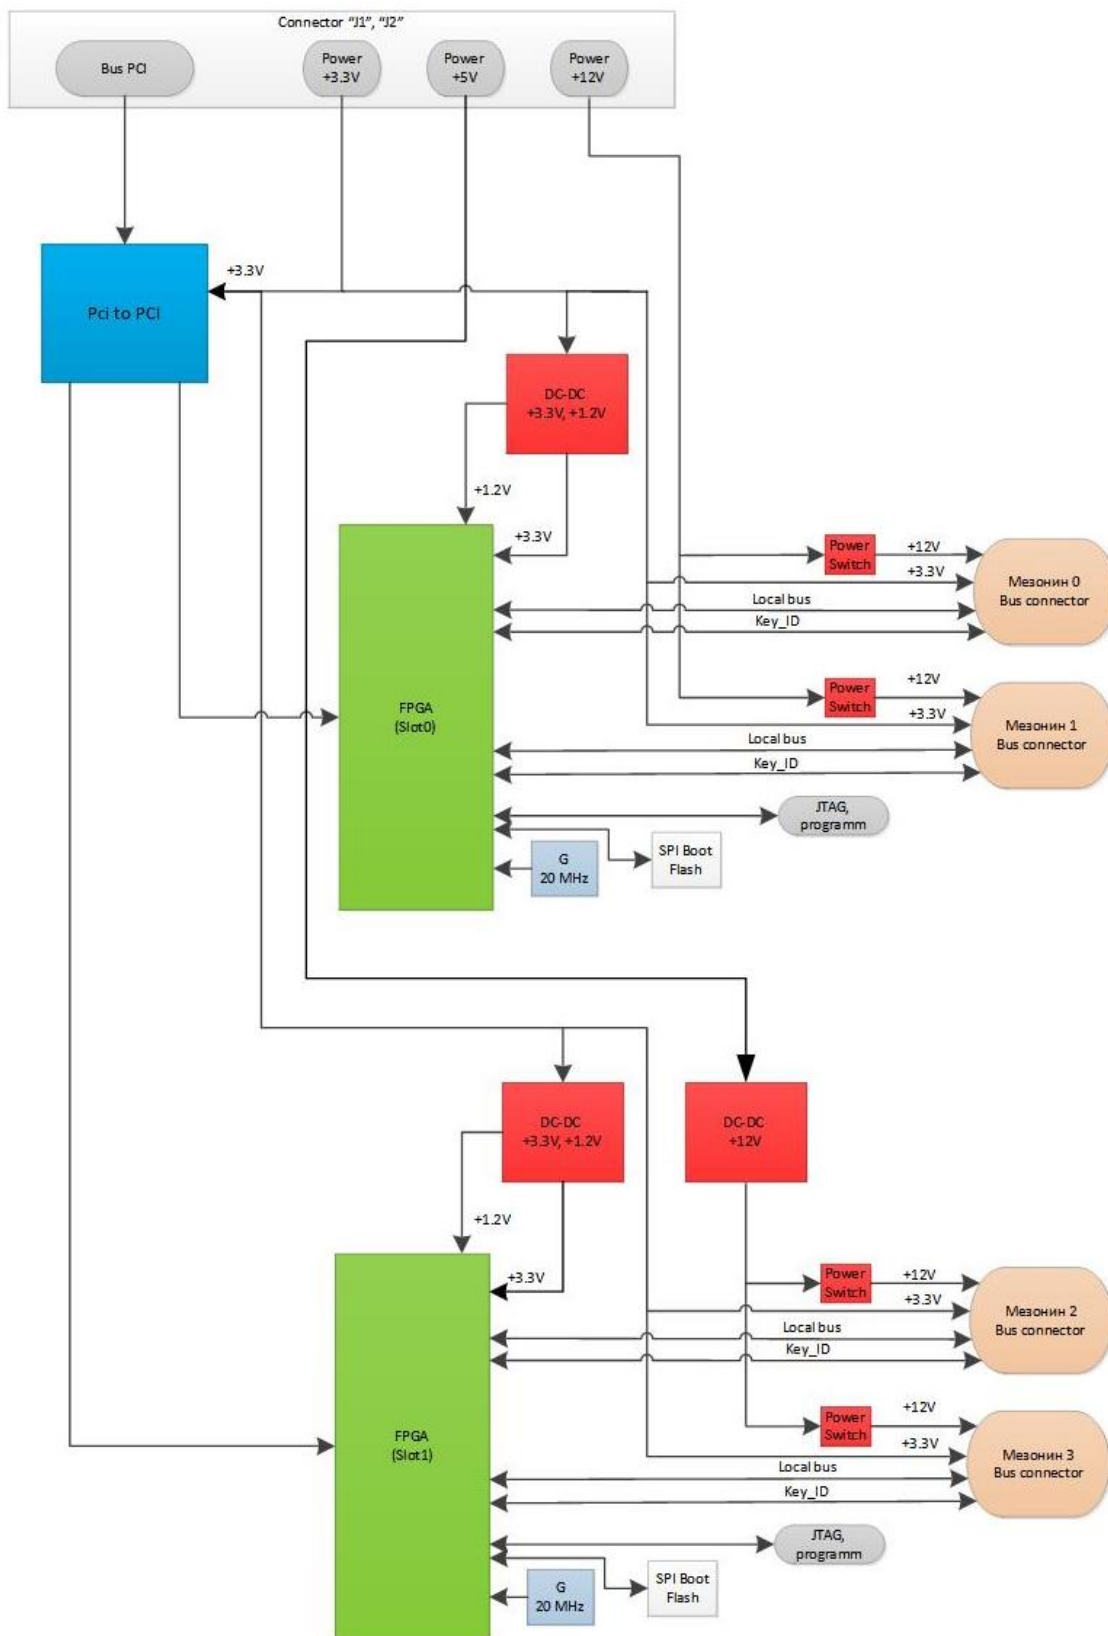 Connector “J1”, “J2”
Bus PCI
Power
+3.3V
Power
+5V
Power
+12V
+3.3V
Pci to PCI
DC-DC
+3.3V, +1.2V
+1.2V
+3.3V
Power
Switch
+12V
+3.3V
Мезонин 0
Bus connector
Local bus
Key_ID
FPGA
(Slot0)
Power
Switch
+12V
+3.3V
Мезонин 1
Bus connector
Local bus
Key_ID
JTAG,
programm
G
20 MHz
SPI Boot
Flash
DC-DC
+3.3V, +1.2V
DC-DC
+12V
+1.2V
+3.3V
Power
Switch
+12V
+3.3V
Мезонин 2
Bus connector
Local bus
Key_ID
FPGA
(Slot1)
Power
Switch
+12V
+3.3V
Мезонин 3
Bus connector
Local bus
Key_ID
JTAG,
programm
G
20 MHz
SPI Boot
Flash